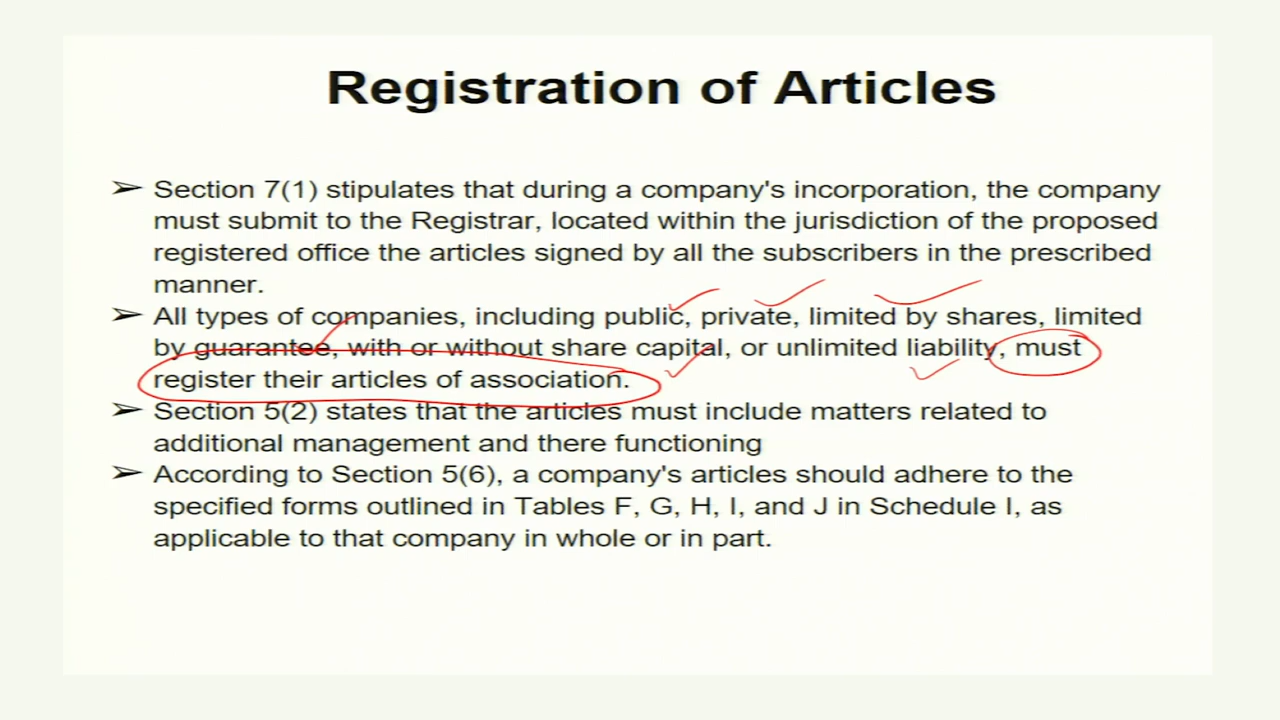 Registration of Articles
➢ Section 7(1) stipulates that during a company's incorporation, the company
must submit to the Registrar, located within the jurisdiction of the proposed
registered office the articles signed by all the subscribers in the prescribed
manner.
➢ All types of companies, including public, private, limited by shares, limited
by guarantee, with or without share capital, or unlimited liability, must
register their articles of association.
➢ Section 5(2) states that the articles must include matters related to
additional management and there functioning
➢ According to Section 5(6), a company's articles should adhere to the
specified forms outlined in Tables F, G, H, I, and J in Schedule I, as
applicable to that company in whole or in part.